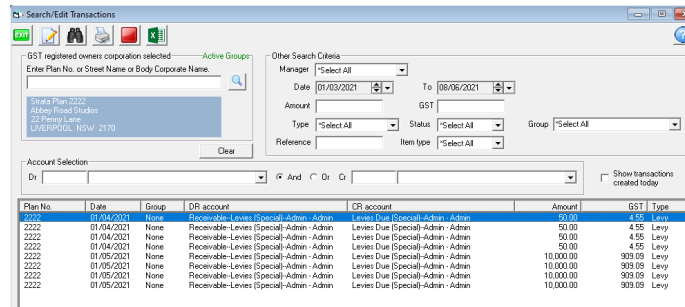 Search/Edit Transactions
EXIT
GST registered owners corporation selected Active Groups
Enter Plan No. or Street Name or Body Corporate Name.
Strata Plan 2222
Abbey Road Studios
22 Penny Lane
LIVERPOOL NSW 2170
Clear
Other Search Criteria
Manager *Select All
Date 01/03/2021 To 08/06/2021
Amount GST
Type *Select All Status *Select All Group *Select All
Reference Item type *Select All
Account Selection
Dr And Or Cr
Show transactions
created today
Plan No. Date Group DR account CR account Amount GST Type
2222 01/04/2021 None Receivable--Levies (Special)-Admin - Admin Levies Due (Special)--Admin - Admin 50.00 4.55 Levy
2222 01/04/2021 None Receivable--Levies (Special)-Admin - Admin Levies Due (Special)--Admin - Admin 50.00 4.55 Levy
2222 01/04/2021 None Receivable--Levies (Special)-Admin - Admin Levies Due (Special)--Admin - Admin 50.00 4.55 Levy
2222 01/04/2021 None Receivable--Levies (Special)-Admin - Admin Levies Due (Special)--Admin - Admin 50.00 4.55 Levy
2222 01/05/2021 None Receivable--Levies (Special)-Admin - Admin Levies Due (Special)--Admin - Admin 10,000.00 909.09 Levy
2222 01/05/2021 None Receivable--Levies (Special)-Admin - Admin Levies Due (Special)--Admin - Admin 10,000.00 909.09 Levy
2222 01/05/2021 None Receivable--Levies (Special)-Admin - Admin Levies Due (Special)--Admin - Admin 10,000.00 909.09 Levy
2222 01/05/2021 None Receivable--Levies (Special)-Admin - Admin Levies Due (Special)--Admin - Admin 10,000.00 909.09 Levy